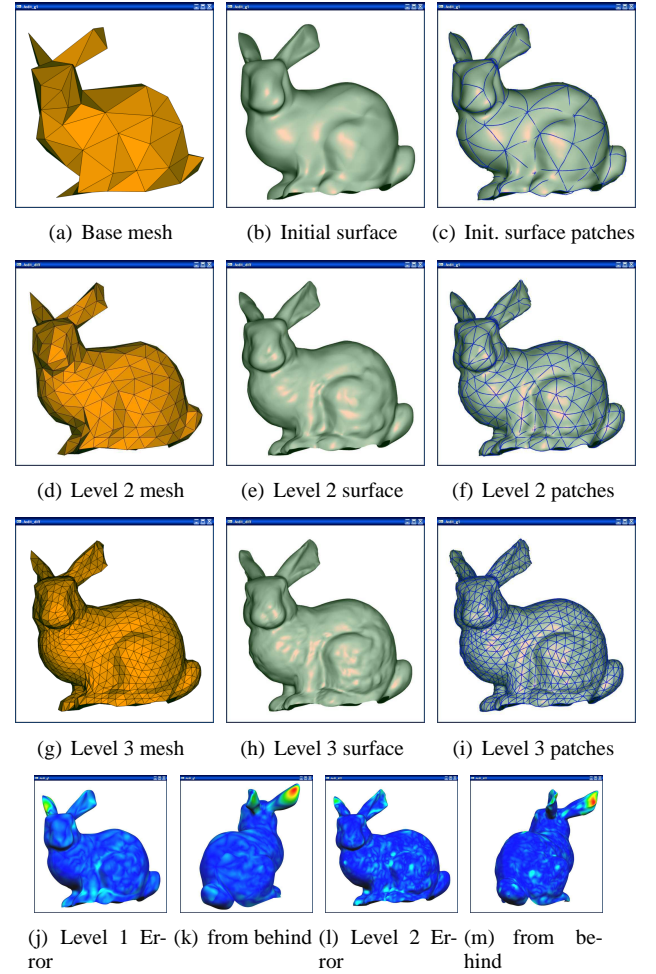 (a) Base mesh
(b) Initial surface
(c) Init. surface patches
(d) Level 2 mesh
(e) Level 2 surface
(f) Level 2 patches
(g) Level 3 mesh
(h) Level 3 surface
(i) Level 3 patches
(j) Level 1 Er-
ror
(k) from behind
(l) Level 2 Er-
ror
(m) from be-
hind